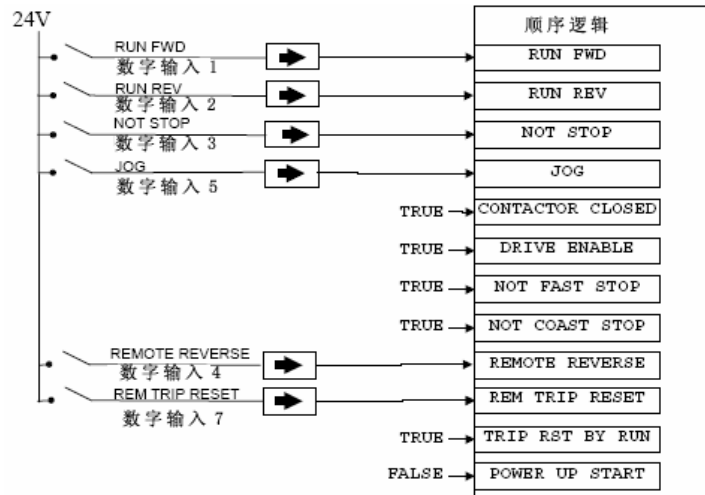 24V
顺序逻辑
RUN FWD
数字输入 1
RUN FWD
RUN REV
数字输入 2
RUN REV
NOT STOP
数字输入 3
NOT STOP
JOG
数字输入 5
JOG
TRUE CONTACTOR CLOSED
TRUE DRIVE ENABLE
TRUE NOT FAST STOP
TRUE NOT COAST STOP
REMOTE REVERSE
数字输入 4
REMOTE REVERSE
REM TRIP RESET
数字输入 7
REM TRIP RESET
TRUE TRIP RST BY RUN
FALSE POWER UP START